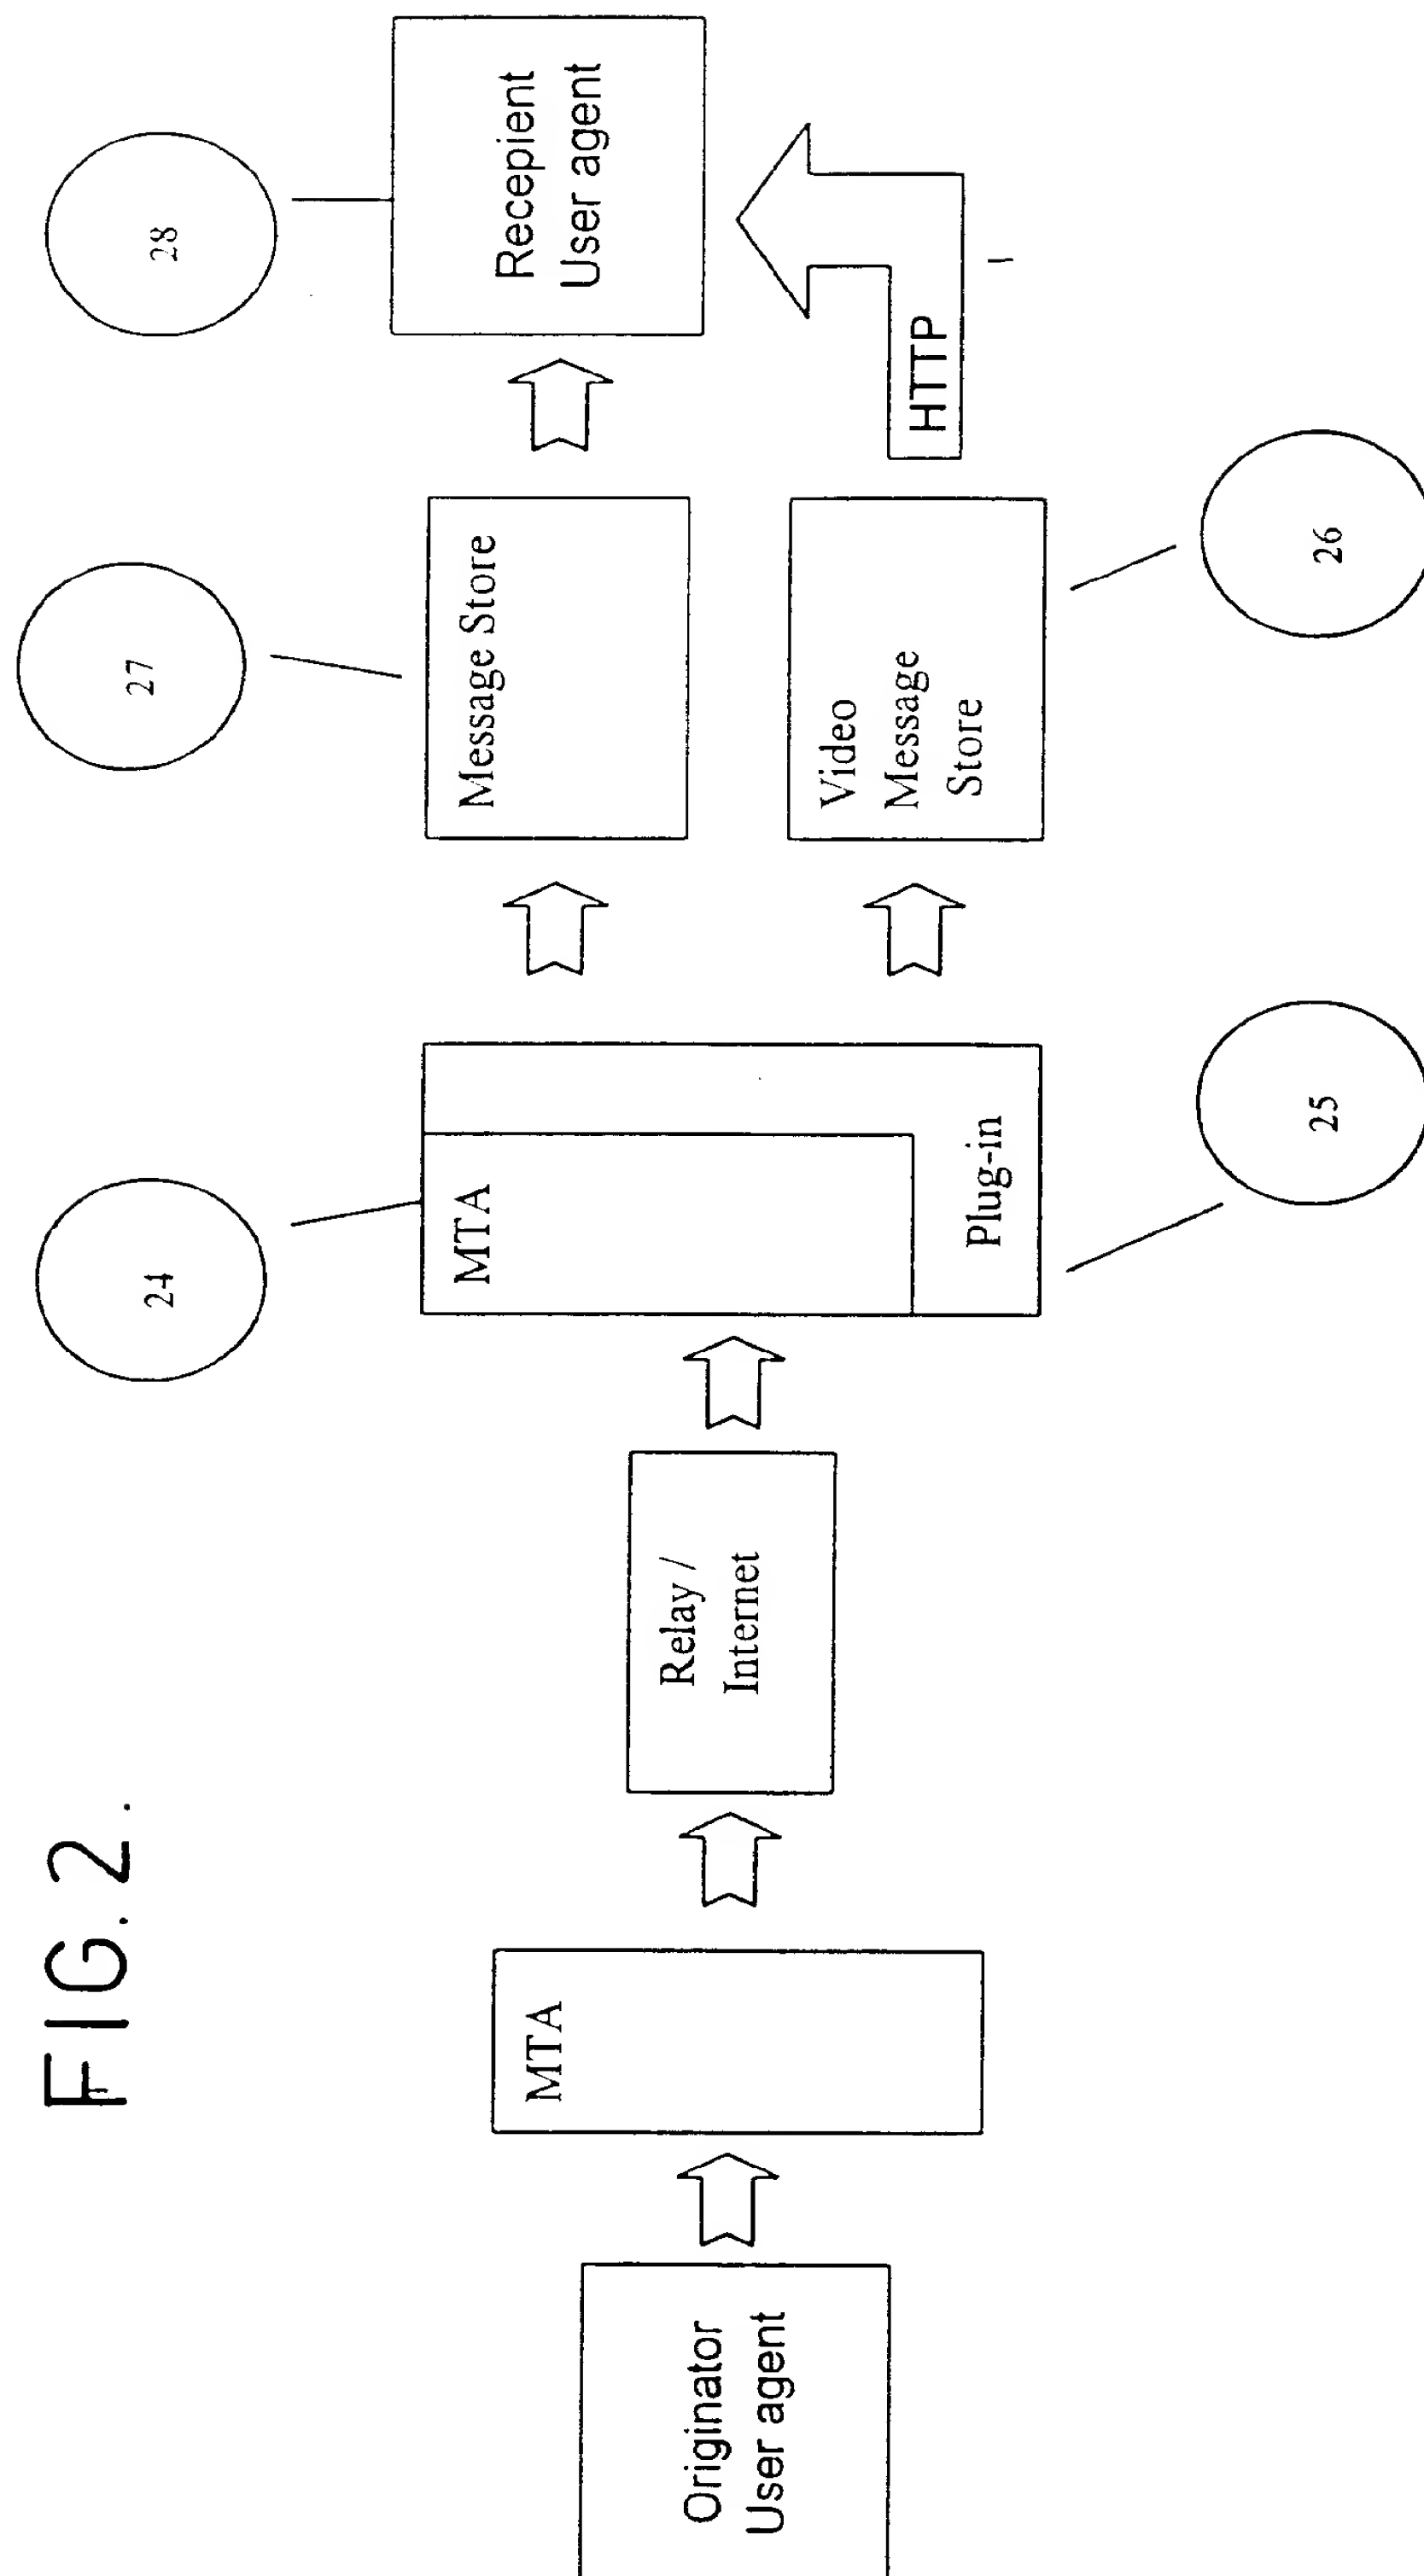 FIG. 2.
Originator
User agent
MTA
Relay /
Internet
MTA
Plug-in
24
25
Message Store
27
Video
Message
Store
26
HTTP
Recepient
User agent
28